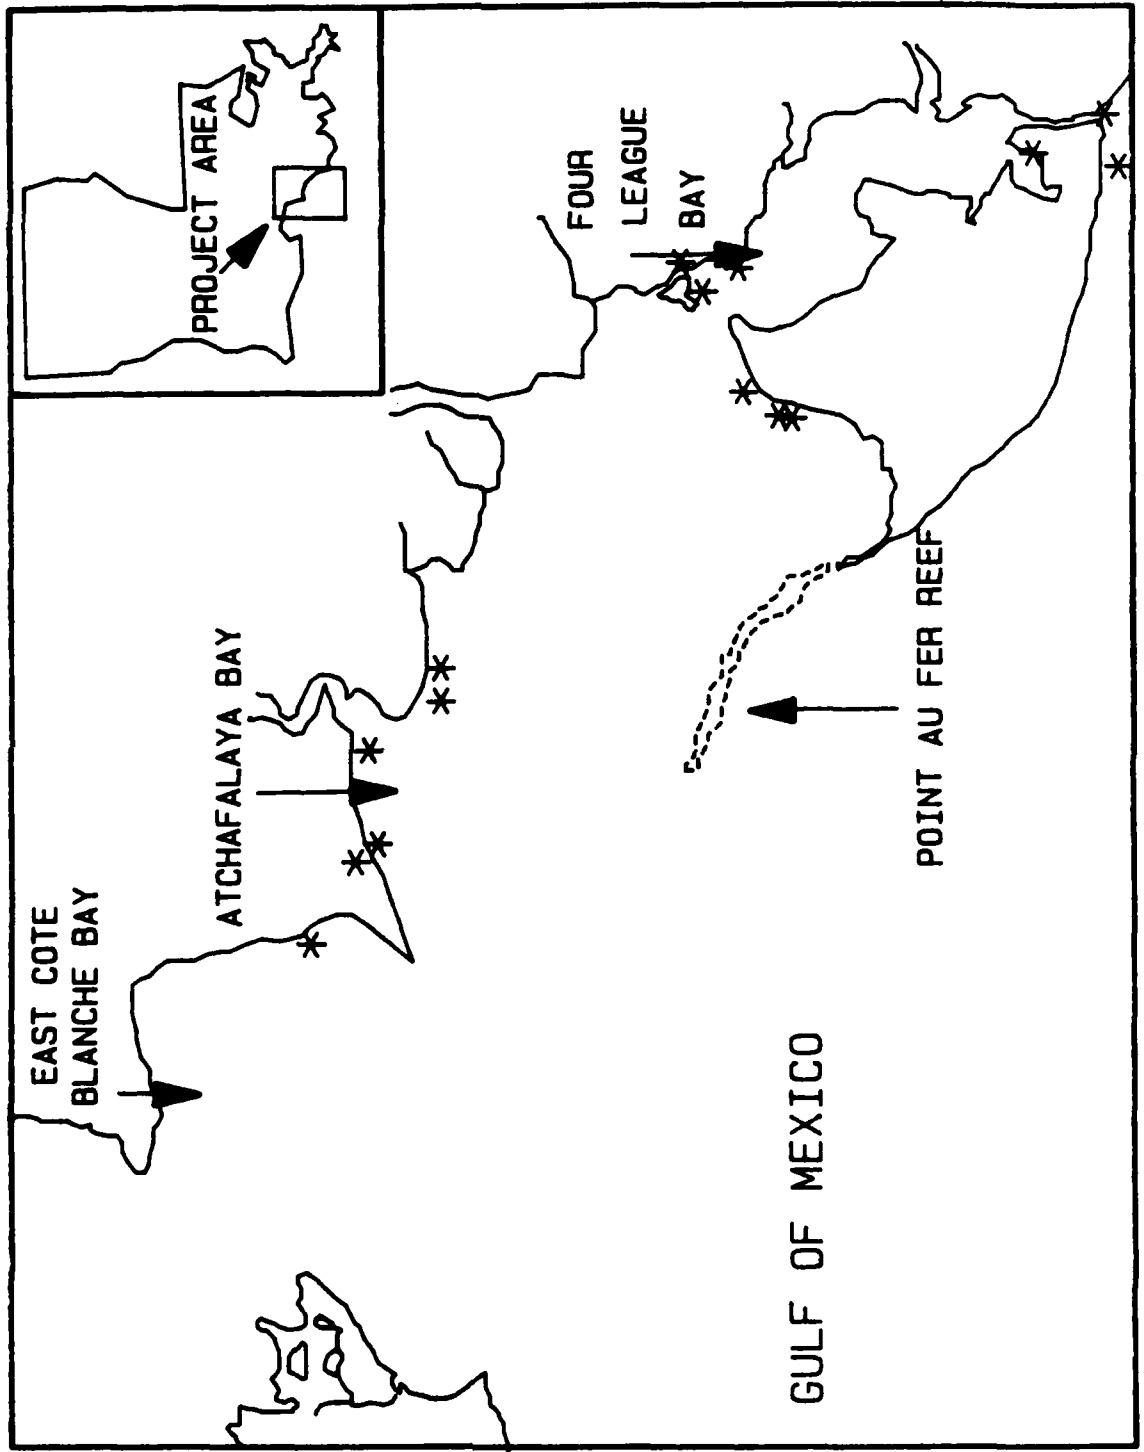 PROJECT AREA
EAST COTE
BLANCHE BAY
ATCHAFALAYA BAY
FOUR
LEAGUE
BAY
POINT AU FER REEF
GULF OF MEXICO